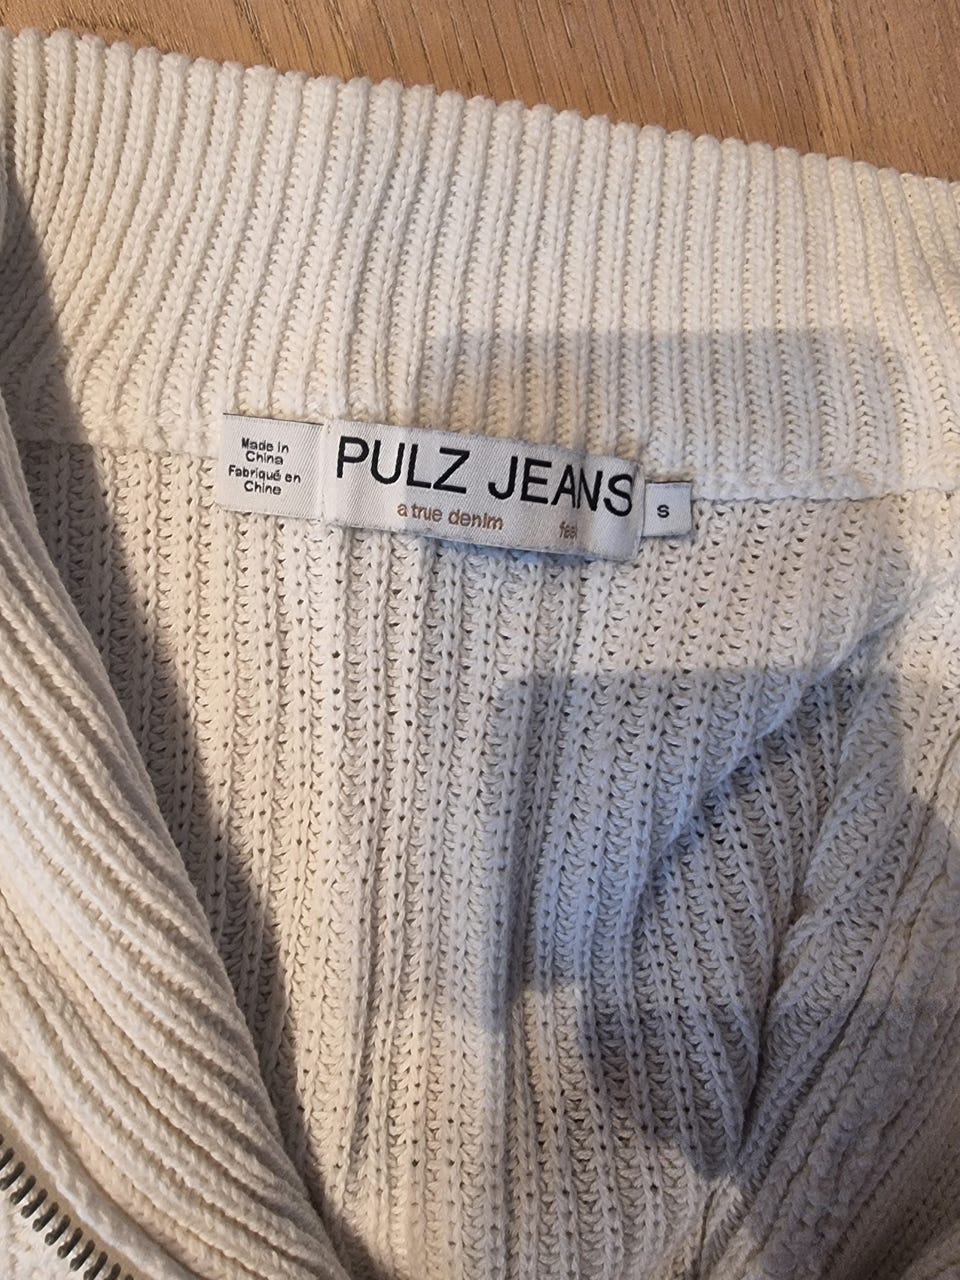 Made in
China
Fabriqué en
Chine
PULZ JEANS
a true denim
S